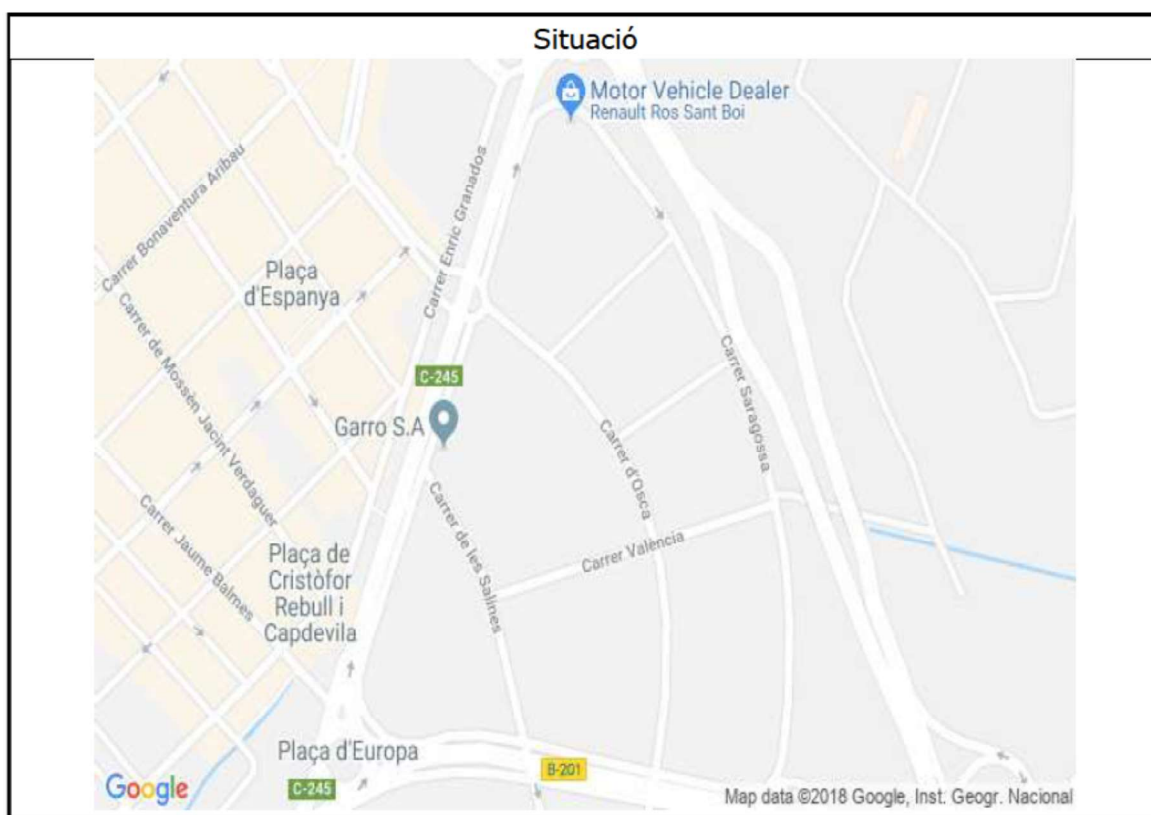 Situació
Motor Vehicle Dealer
Renault Ros Sant Boi
Carrer Bonaventura Aribau
Carrer Enric Granados
Plaça
d'Espanya
Carrer de Mossèn Jacint Verdaguer
C-245
Carrer Saragossa
Garro S.A
Carrer d'Osca
Carrer de les Salines
Carrer Jaume Balmes
Carrer València
Plaça de
Cristòfor
Rebull i
Capdevila
Plaça d'Europa
B-201
Google
C-245
Map data ©2018 Google, Inst. Geogr. Nacional